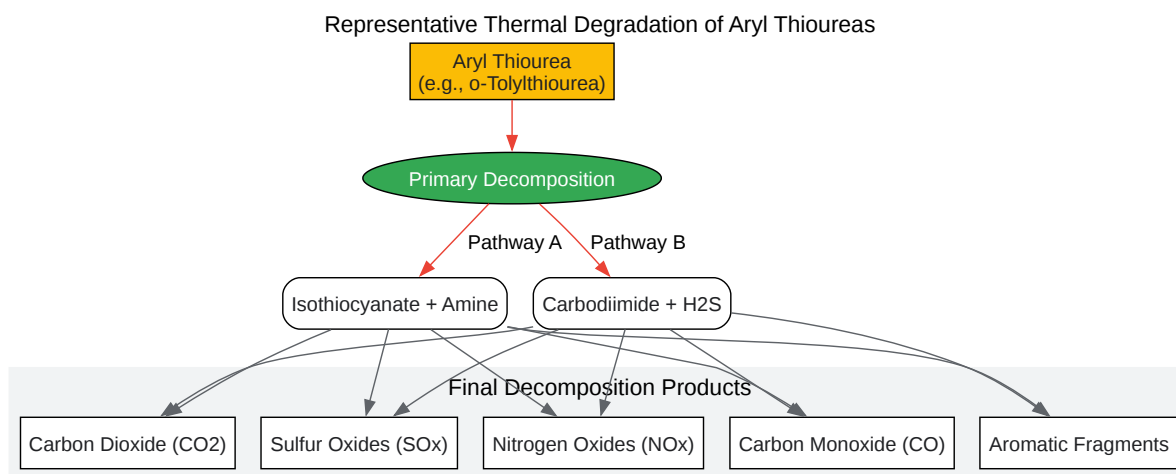 Representative Thermal Degradation of Aryl Thioureas
Aryl Thiourea
(e.g., o-Tolylthiourea)
Primary Decomposition
Pathway A
Pathway B
Isothiocyanate + Amine
Carbodiimide + H2S
Final Decomposition Products
Carbon Dioxide (CO2)
Sulfur Oxides (SOx)
Nitrogen Oxides (NOx)
Carbon Monoxide (CO)
Aromatic Fragments